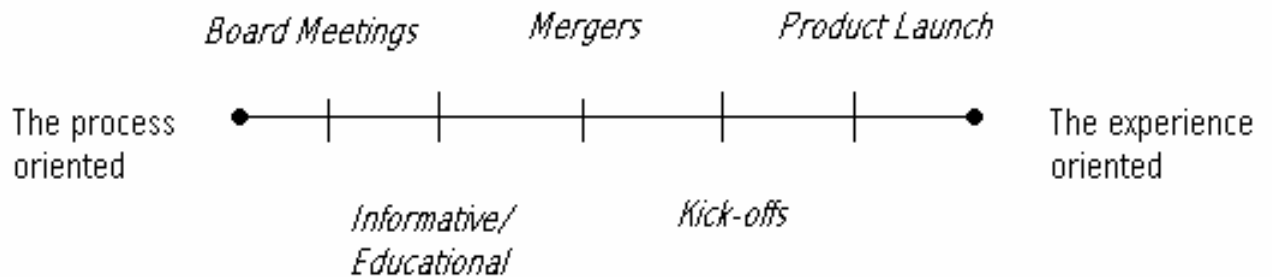 Board Meetings
Mergers
Product Launch
The process
oriented
The experience
oriented
Informative/
Educational
Kick-offs